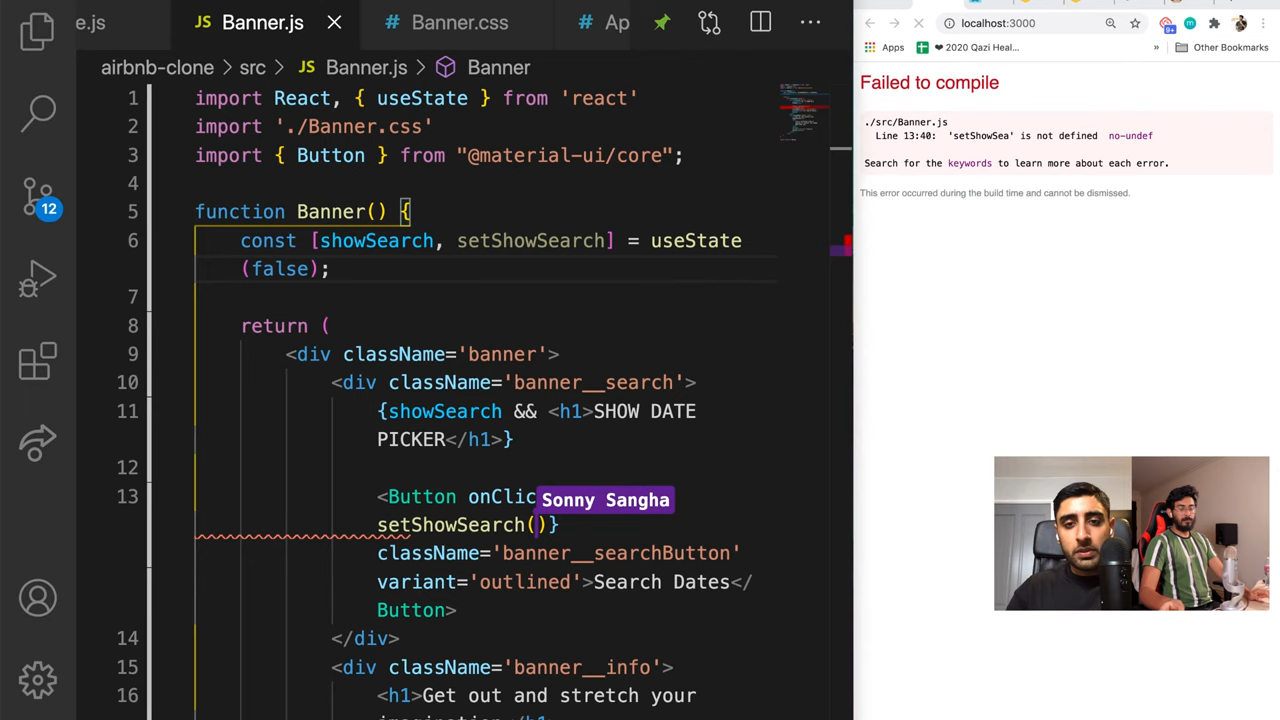 e.js
JS Banner.js
# Banner.css
# Ap
airbnb-clone > src > JS Banner.js > Banner
1 import React, { useState } from 'react'
2 import './Banner.css'
3 import { Button } from "@material-ui/core";
4
5 function Banner() {
6 const [showSearch, setShowSearch] = useState
(false);
7
8 return (
9 <div className='banner'>
10 <div className='banner__search'>
11 {showSearch && <h1>SHOW DATE
PICKER</h1>}
12
13 <Button onClic
Sonny Sangha
setShowSearch()}
className='banner__searchButton'
variant='outlined'>Search Dates</
Button>
14 </div>
15 <div className='banner__info'>
16 <h1>Get out and stretch your
12
localhost:3000
9+
Apps
❤ 2020 Qazi Heal...
»
Other Bookmarks
Failed to compile
./src/Banner.js
Line 13:40: 'setShowSea' is not defined no-undef
Search for the keywords to learn more about each error.
This error occurred during the build time and cannot be dismissed.